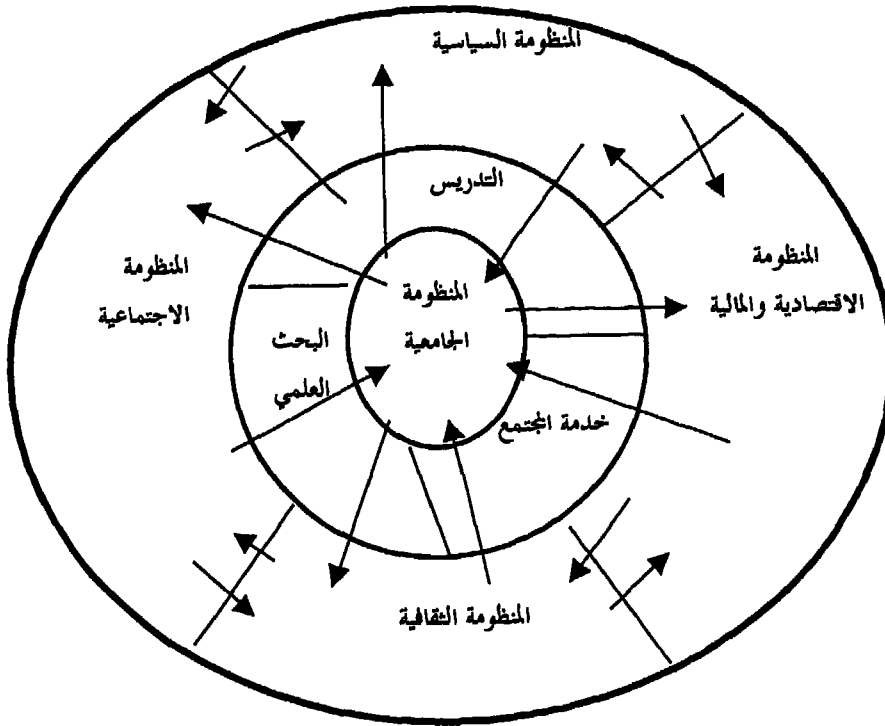 المنظومة السياسية
التدريس
المنظومة
الاقتصادية والمالية
المنظومة
الاجتماعية
المنظومة
الجامعية
البحث
العلمي
خدمة المجتمع
المنظومة الثقافية